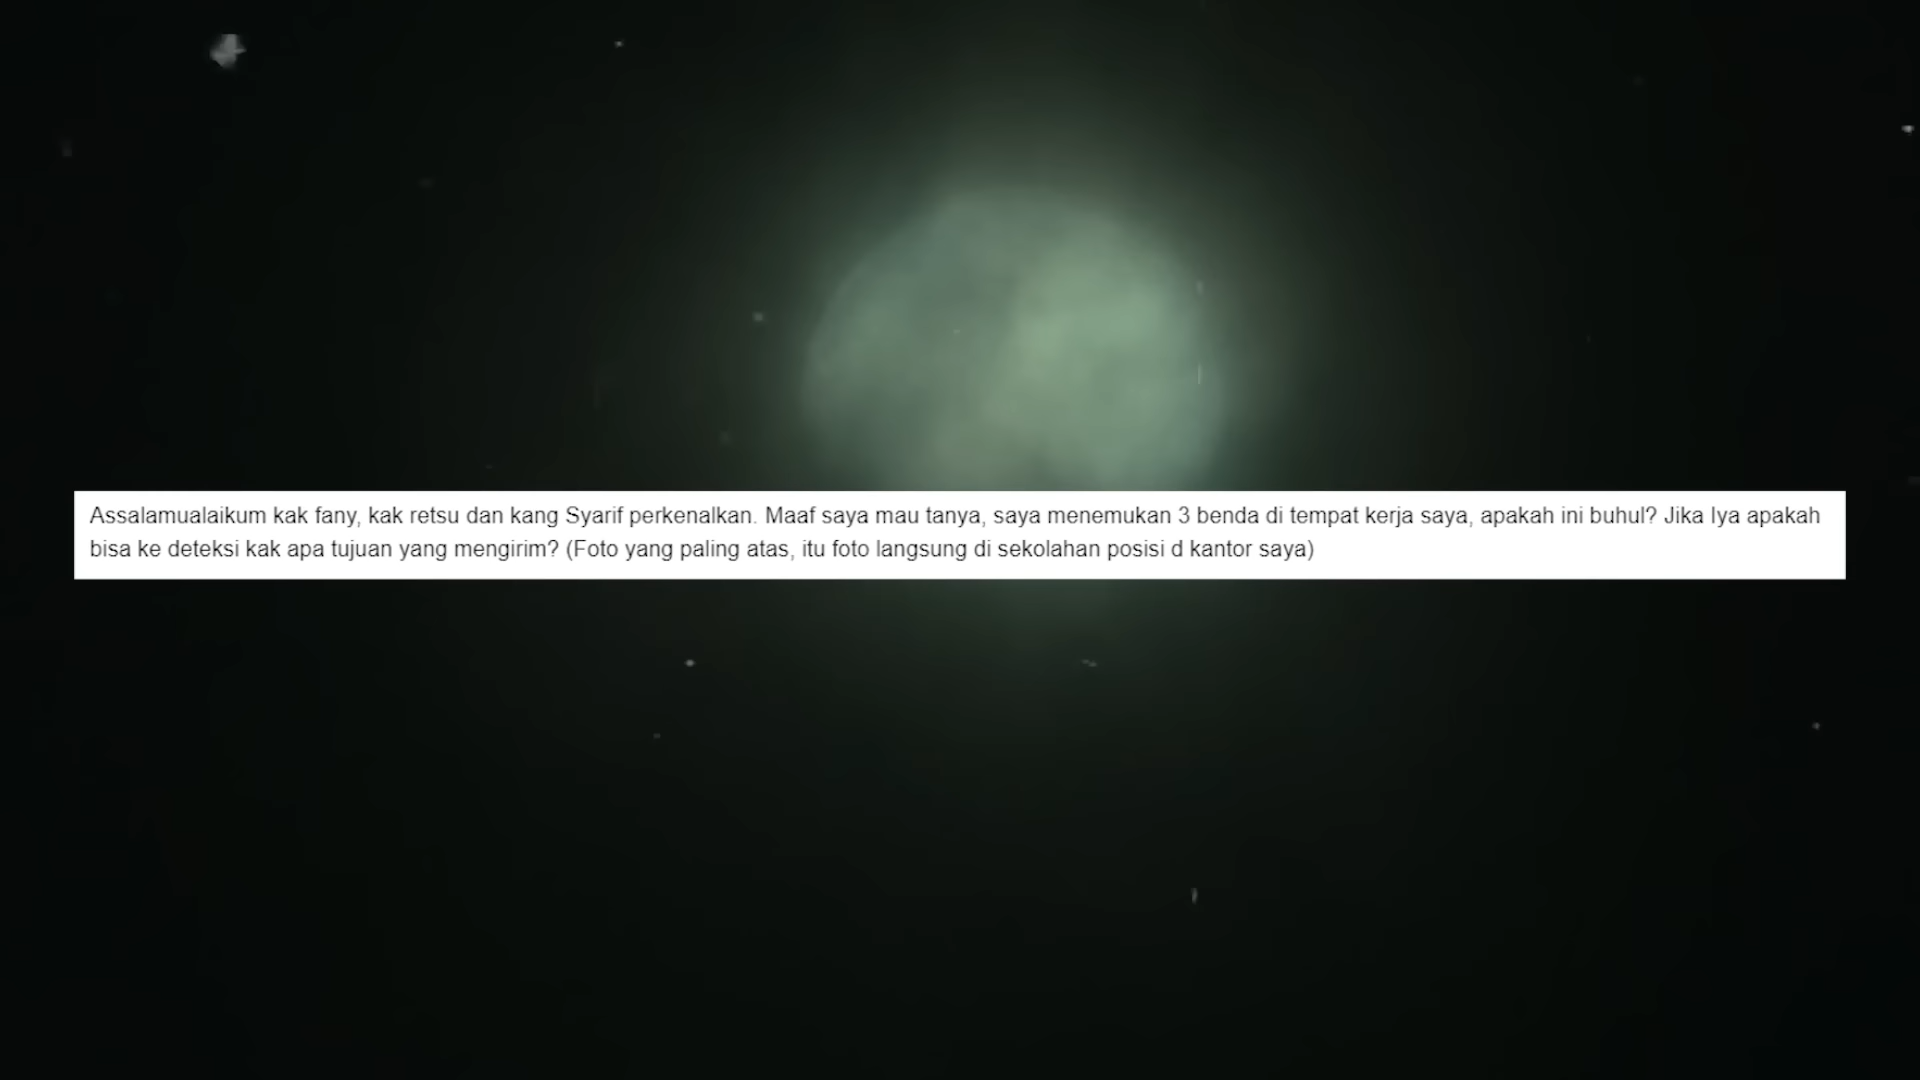 Assalamualaikum kak fany, kak retsu dan kang Syarif perkenalkan. Maaf saya mau tanya, saya menemukan 3 benda di tempat kerja saya, apakah ini buhul? Jika Iya apakah
bisa ke deteksi kak apa tujuan yang mengirim? (Foto yang paling atas, itu foto langsung di sekolahan posisi d kantor saya)